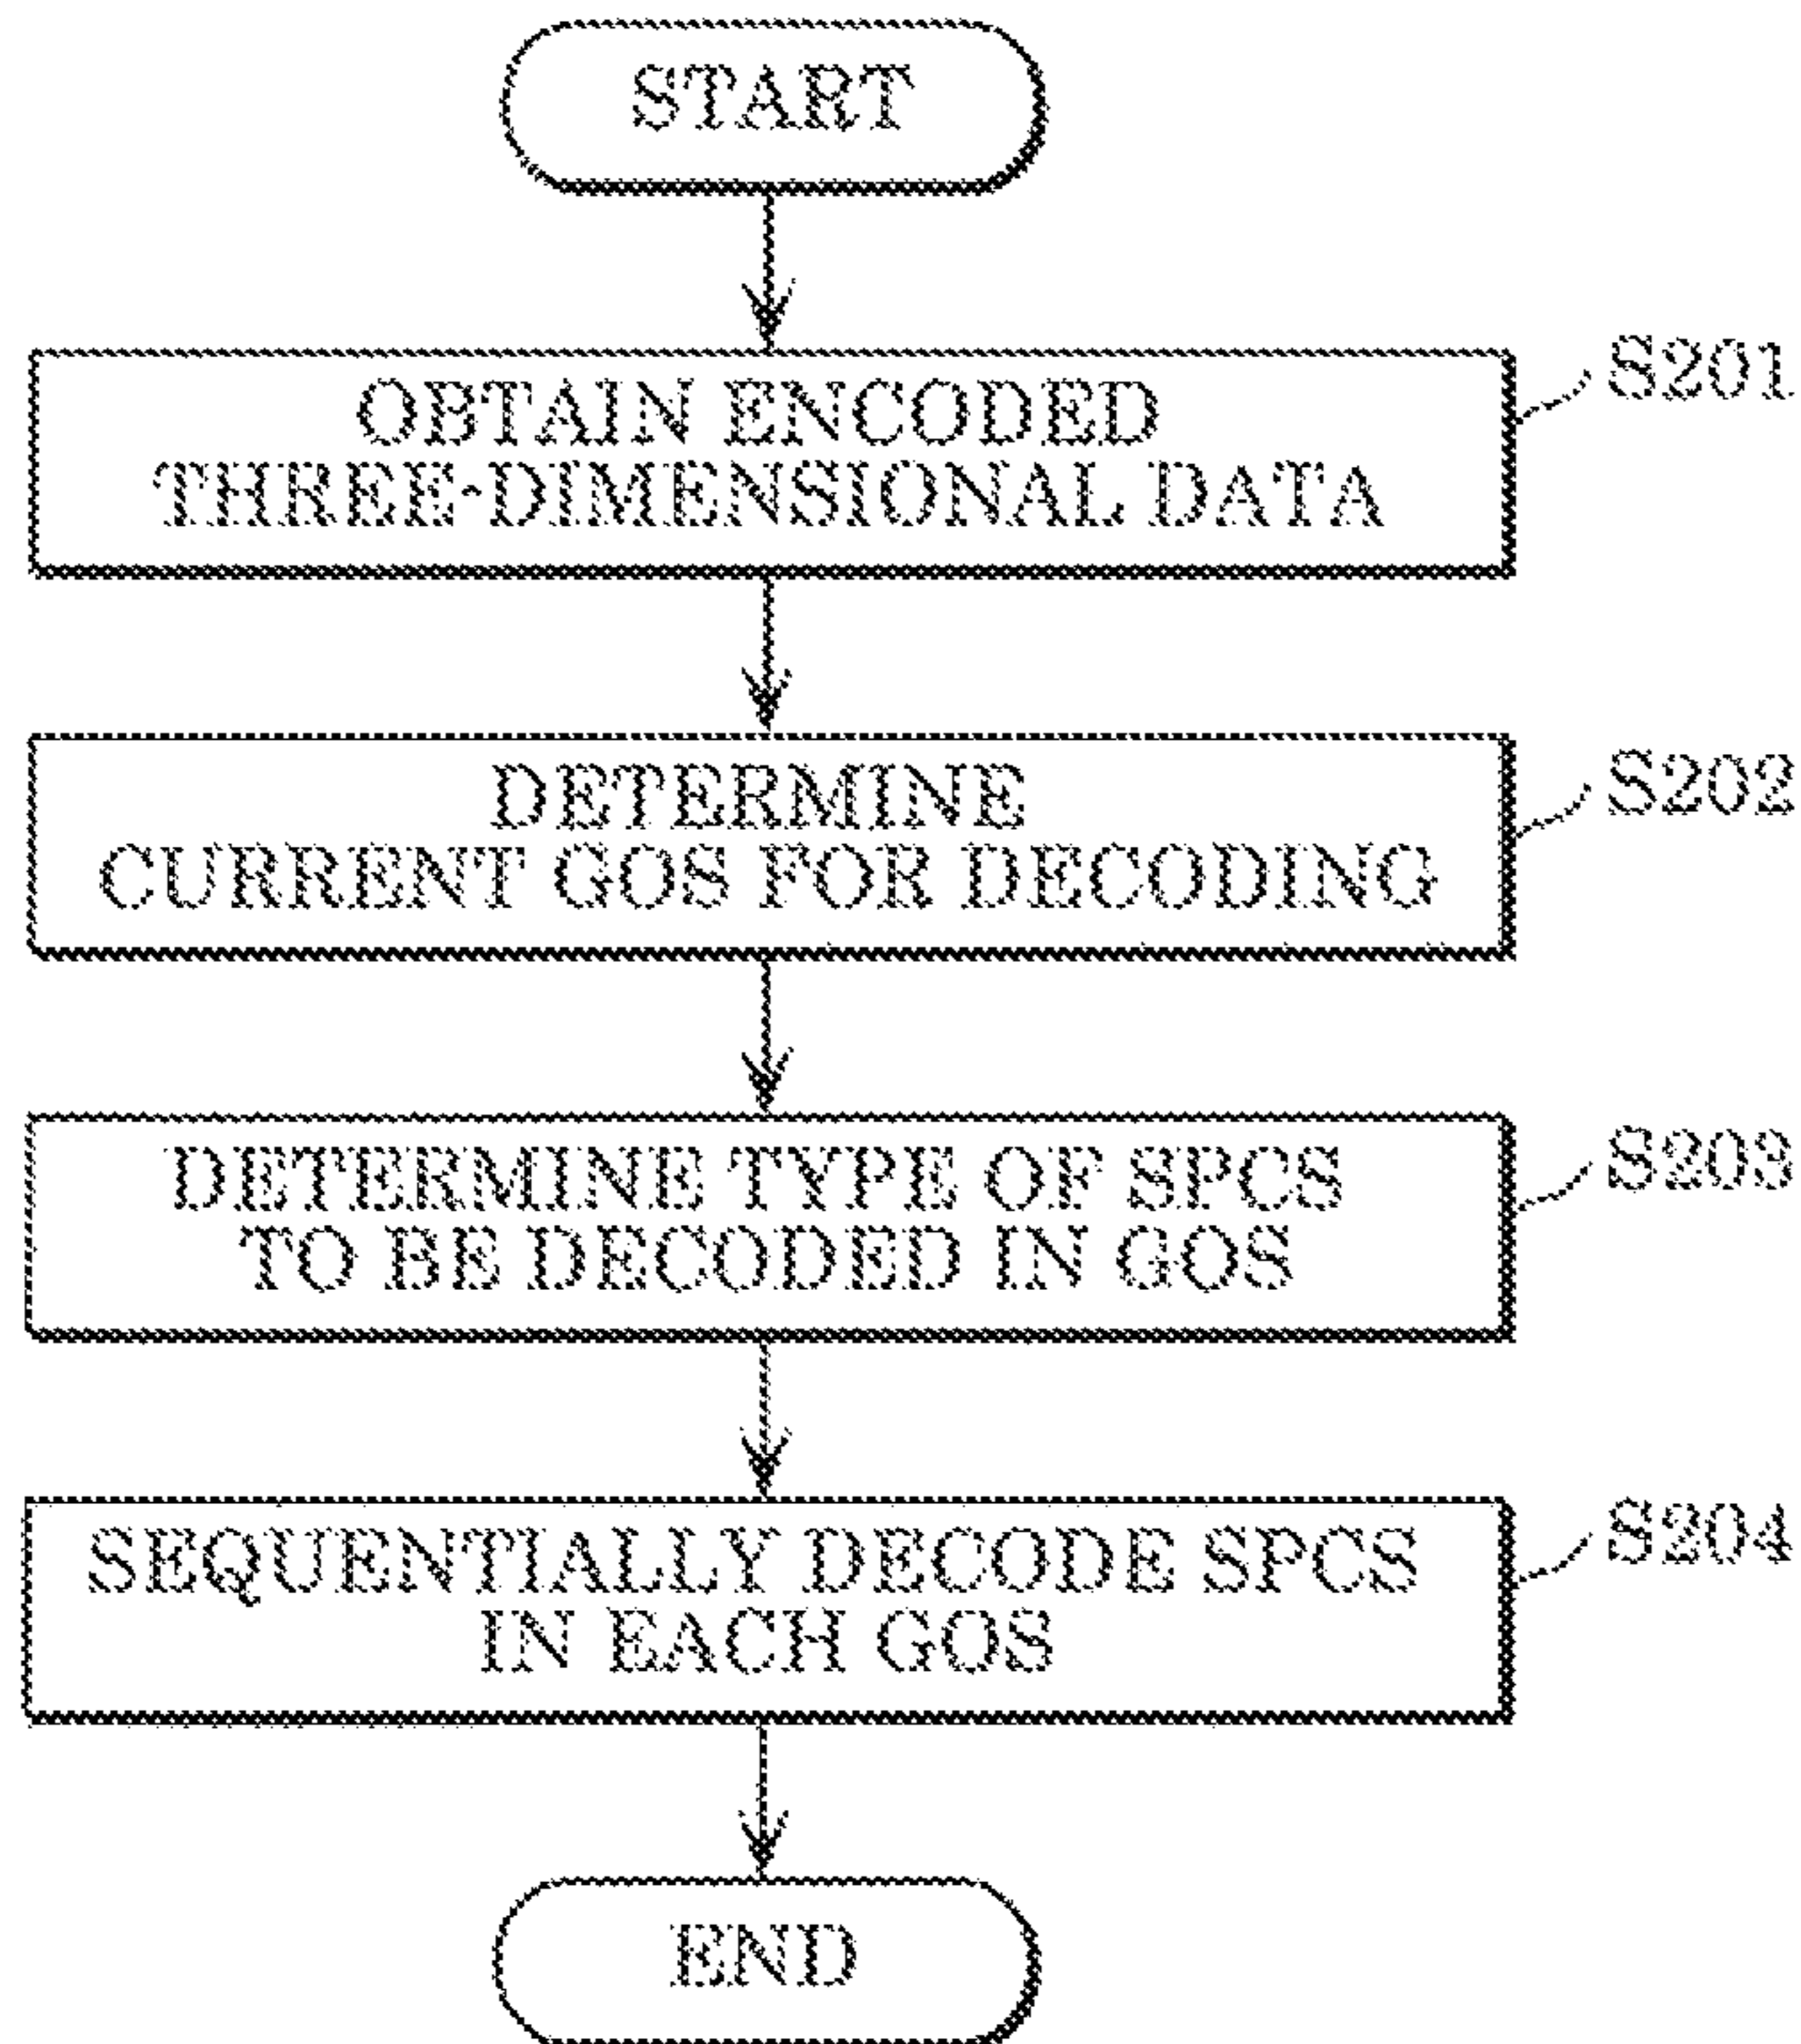 START
OBTAIN ENCODED
THREE-DIMENSIONAL DATA
S201
DETERMINE
CURRENT GOS FOR DECODING
S202
DETERMINE TYPE OF SPCS
TO BE DECODED IN GOS
S203
SEQUENTIALLY DECODE SPCS
IN EACH GOS
S204
END